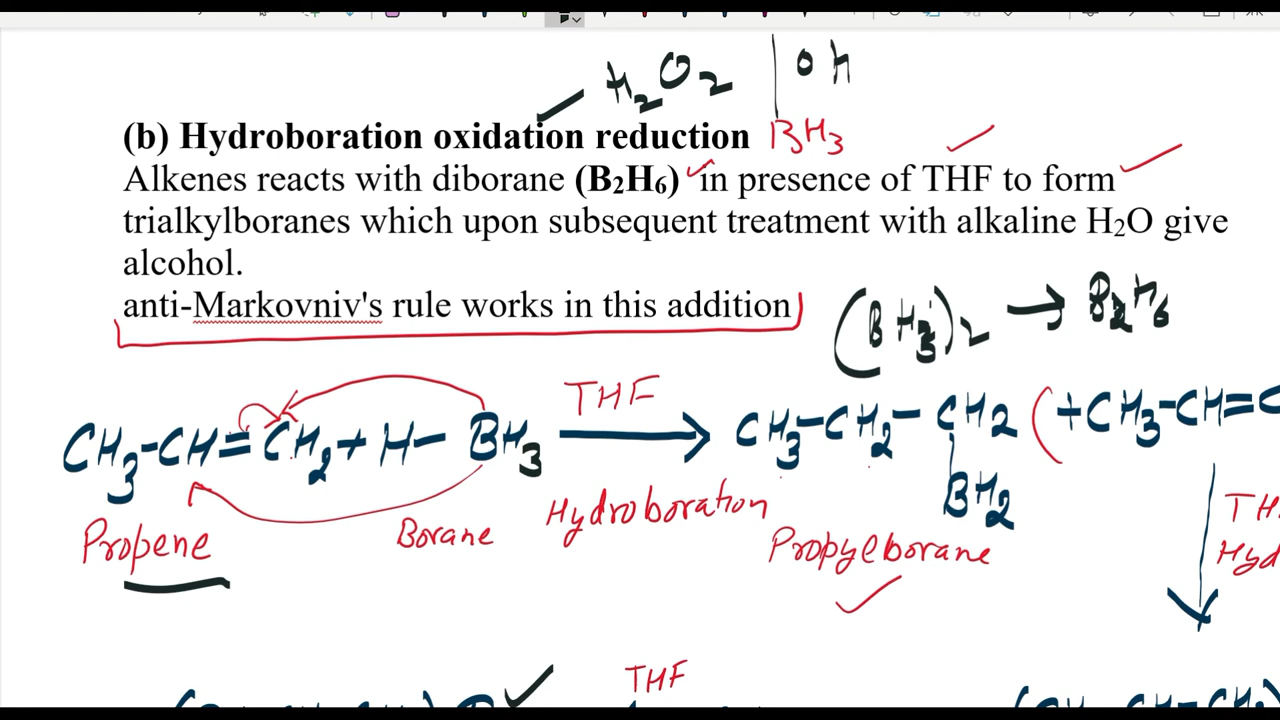 H2O2 | OH
(b) Hydroboration oxidation reduction BH3
Alkenes reacts with diborane (B2H6) in presence of THF to form
trialkylboranes which upon subsequent treatment with alkaline H2O give
alcohol.
anti-Markovniv's rule works in this addition
(BH3)2 → B2H6
CH3-CH=CH2 + H-BH3 THF → CH3-CH2-CH2 (+CH3-CH=C
BH2
Propene Borane Hydroboration Propylborane
TH
Hyd
THF